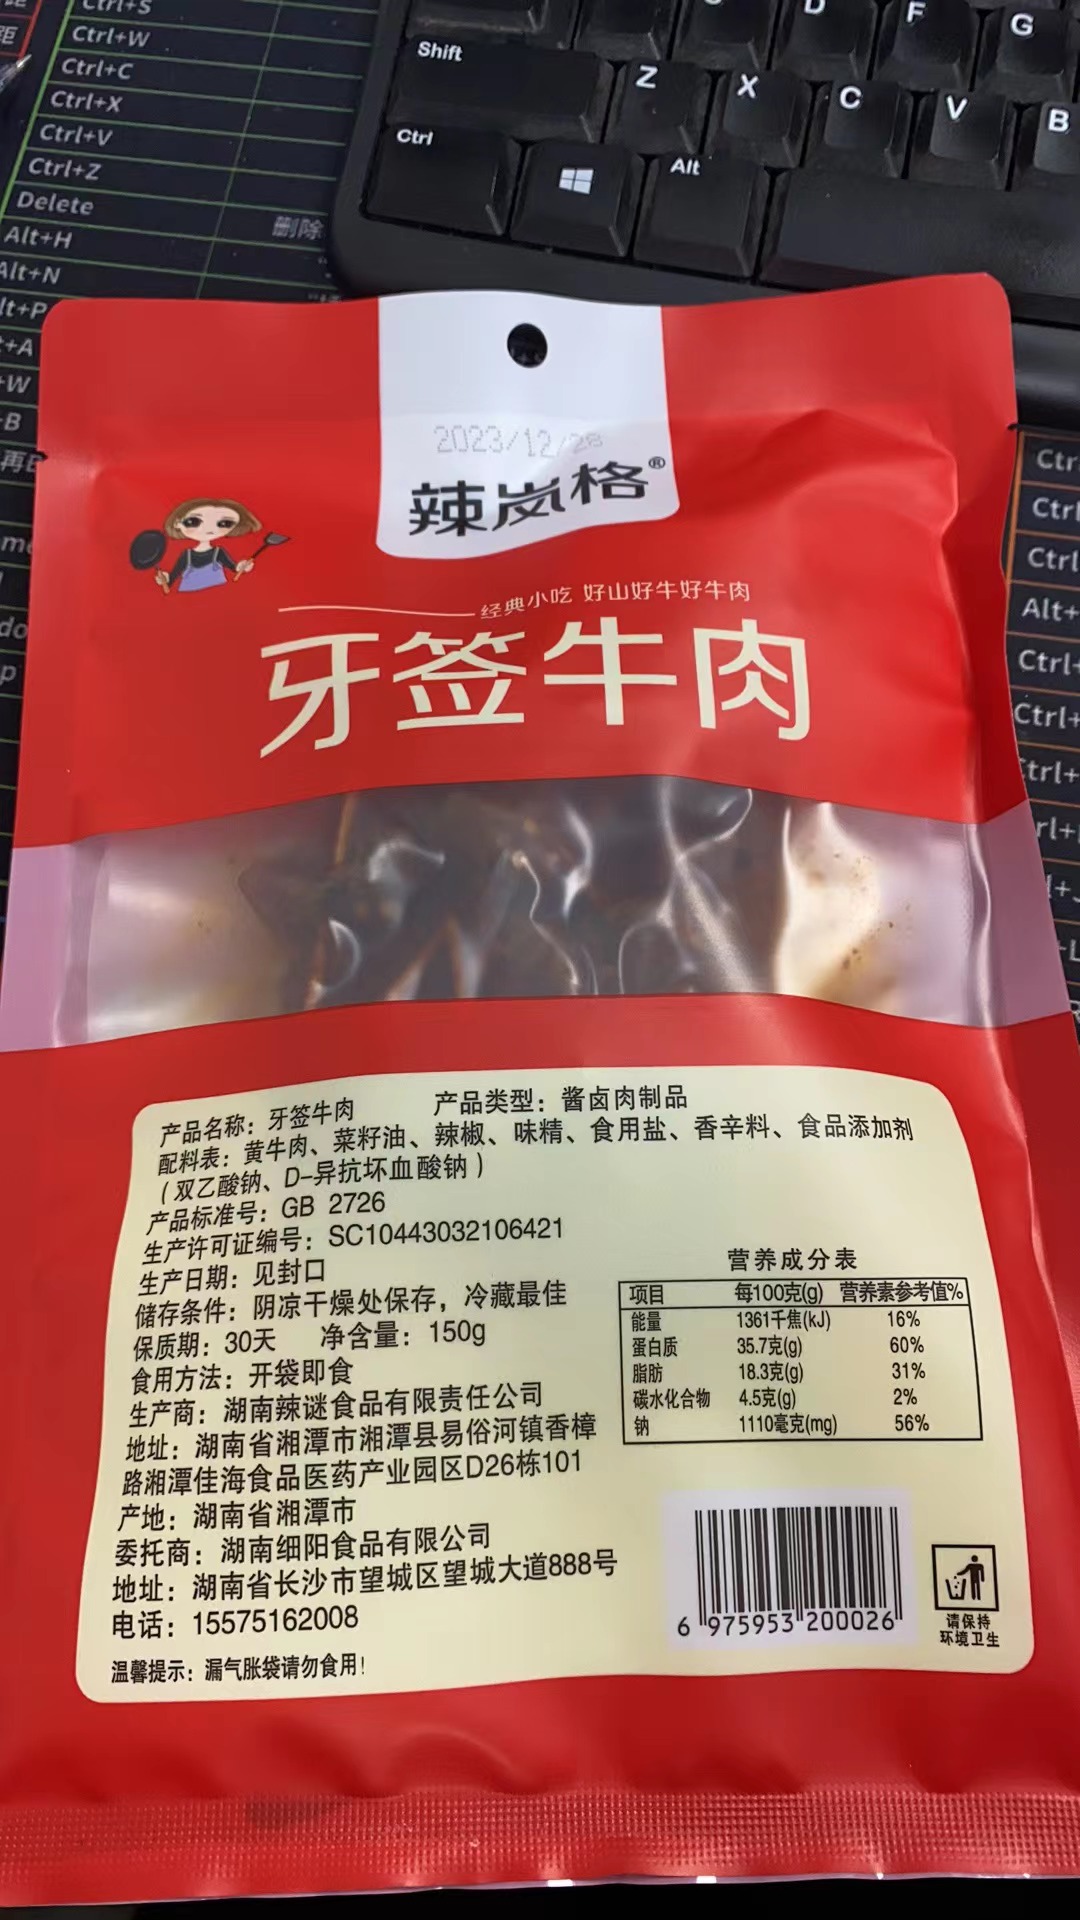 Ctrl+S
Ctrl+W
Ctrl+C
Ctrl+X
Ctrl+V
Ctrl+Z
Delete 删除
Alt+H
Alt+N
D F G
Shift Z X C V B
Ctrl Alt
2023/12/28
辣岚格®
经典小吃 好山好牛好牛肉
牙签牛肉
产品名称：牙签牛肉 产品类型：酱卤肉制品
配料表：黄牛肉、菜籽油、辣椒、味精、食用盐、香辛料、食品添加剂
（双乙酸钠、D-异抗坏血酸钠）
产品标准号：GB 2726
生产许可证编号：SC10443032106421
生产日期：见封口
储存条件：阴凉干燥处保存，冷藏最佳
保质期：30天 净含量：150g
食用方法：开袋即食
生产商：湖南辣谜食品有限责任公司
地址：湖南省湘潭市湘潭县易俗河镇香樟
路湘潭佳海食品医药产业园区D26栋101
产地：湖南省湘潭市
委托商：湖南细阳食品有限公司
地址：湖南省长沙市望城区望城大道888号
电话：15575162008
温馨提示：漏气胀袋请勿食用！
营养成分表
项目 每100克(g) 营养素参考值%
能量 1361千焦(kJ) 16%
蛋白质 35.7克(g) 60%
脂肪 18.3克(g) 31%
碳水化合物 4.5克(g) 2%
钠 1110毫克(mg) 56%
6 975953 200026
请保持
环境卫生